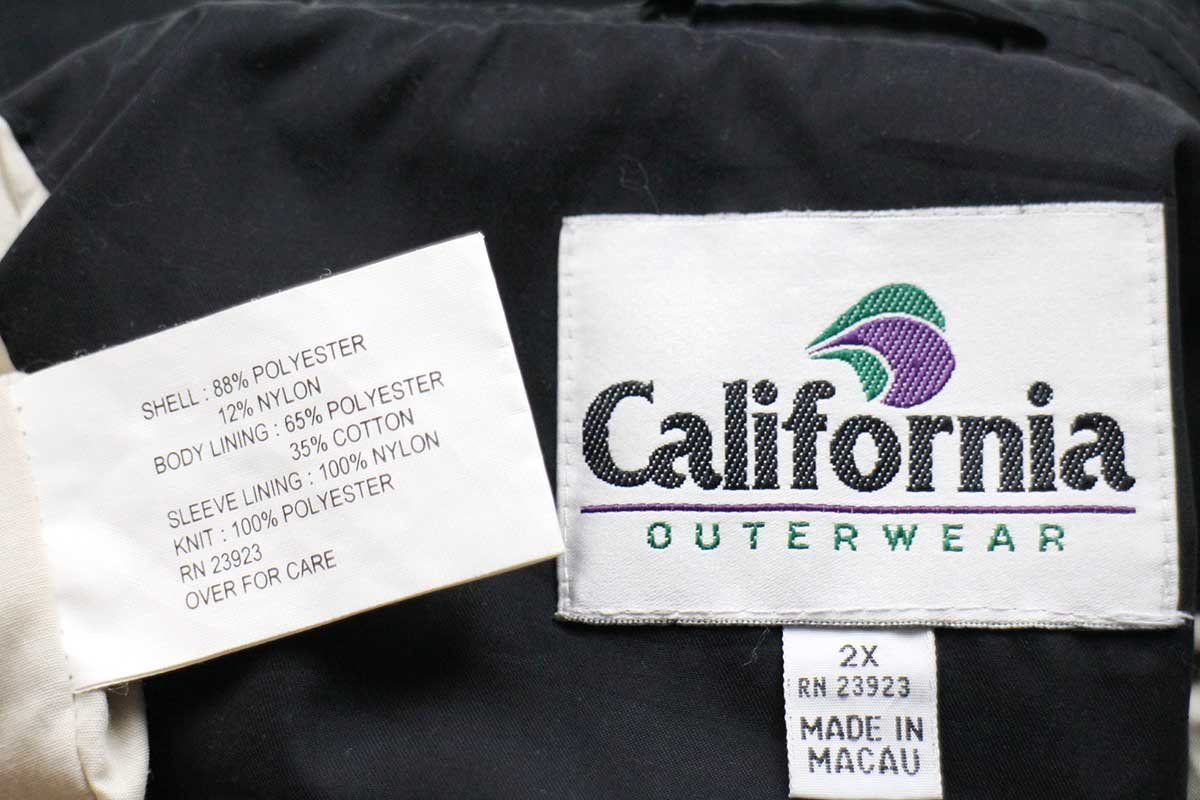 SHELL : 88% POLYESTER
12% NYLON
BODY LINING : 65% POLYESTER
35% COTTON
SLEEVE LINING : 100% NYLON
KNIT : 100% POLYESTER
RN 23923
OVER FOR CARE
California
OUTERWEAR
2X
RN 23923
MADE IN
MACAU